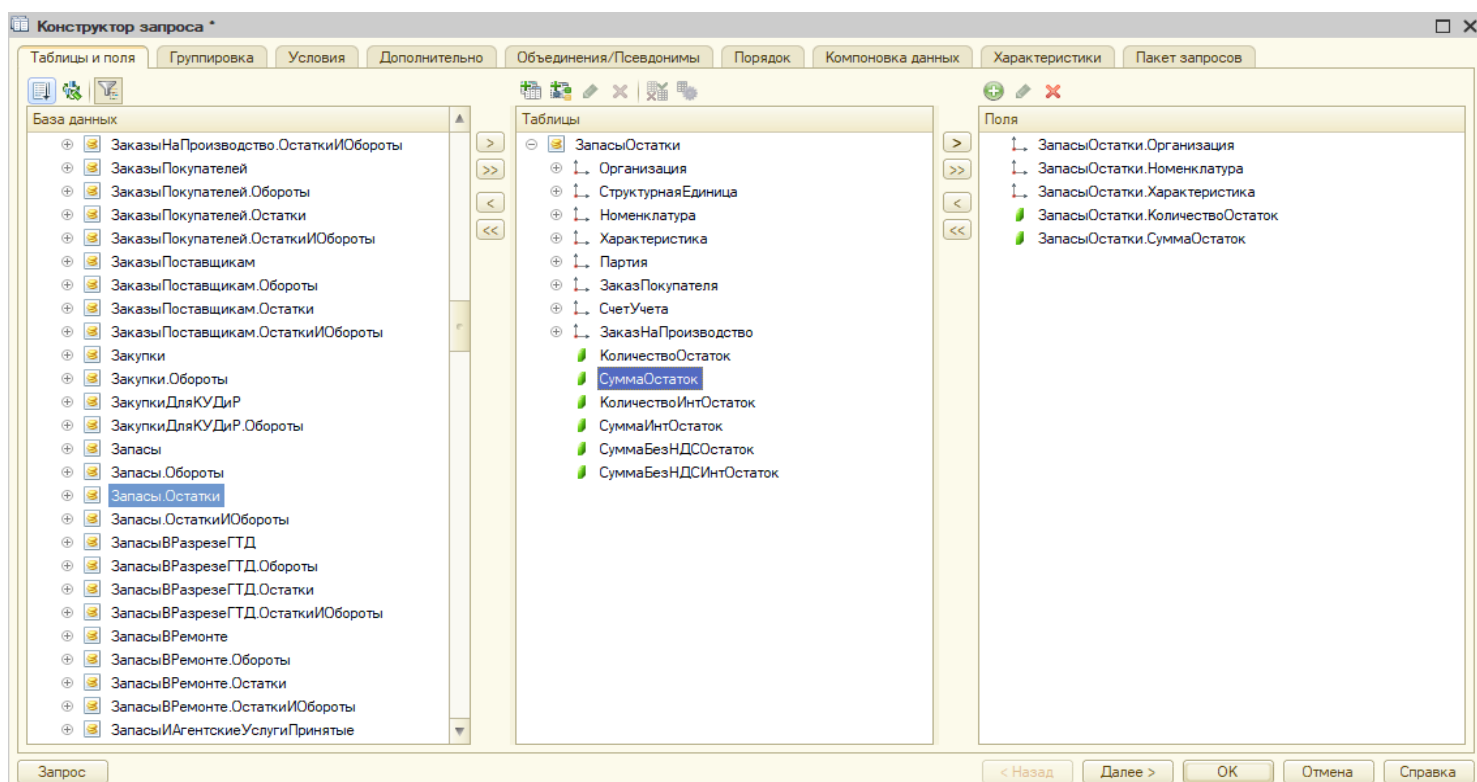 Конструктор запроса *
Таблицы и поля
Группировка
Условия
Дополнительно
Объединения/Псевдонимы
Порядок
Компоновка данных
Характеристики
Пакет запросов
База данных
ЗаказыНаПроизводство.ОстаткиИОбороты
ЗаказыПокупателей
ЗаказыПокупателей.Обороты
ЗаказыПокупателей.Остатки
ЗаказыПокупателей.ОстаткиИОбороты
ЗаказыПоставщикам
ЗаказыПоставщикам.Обороты
ЗаказыПоставщикам.Остатки
ЗаказыПоставщикам.ОстаткиИОбороты
Закупки
Закупки.Обороты
ЗакупкиДляКУДиР
ЗакупкиДляКУДиР.Обороты
Запасы
Запасы.Обороты
Запасы.Остатки
Запасы.ОстаткиИОбороты
ЗапасыВРазрезеГТД
ЗапасыВРазрезеГТД.Обороты
ЗапасыВРазрезеГТД.Остатки
ЗапасыВРазрезеГТД.ОстаткиИОбороты
ЗапасыВРемонте
ЗапасыВРемонте.Обороты
ЗапасыВРемонте.Остатки
ЗапасыВРемонте.ОстаткиИОбороты
ЗапасыИАгентскиеУслугиПринятые
>
>>
<
<<
Таблицы
ЗапасыОстатки
Организация
СтруктурнаяЕдиница
Номенклатура
Характеристика
Партия
ЗаказПокупателя
СчетУчета
ЗаказНаПроизводство
КоличествоОстаток
СуммаОстаток
КоличествоИнтОстаток
СуммаИнтОстаток
СуммаБезНДСОстаток
СуммаБезНДСИнтОстаток
>
>>
<
<<
Поля
ЗапасыОстатки.Организация
ЗапасыОстатки.Номенклатура
ЗапасыОстатки.Характеристика
ЗапасыОстатки.КоличествоОстаток
ЗапасыОстатки.СуммаОстаток
Запрос
< Назад
Далее >
ОК
Отмена
Справка